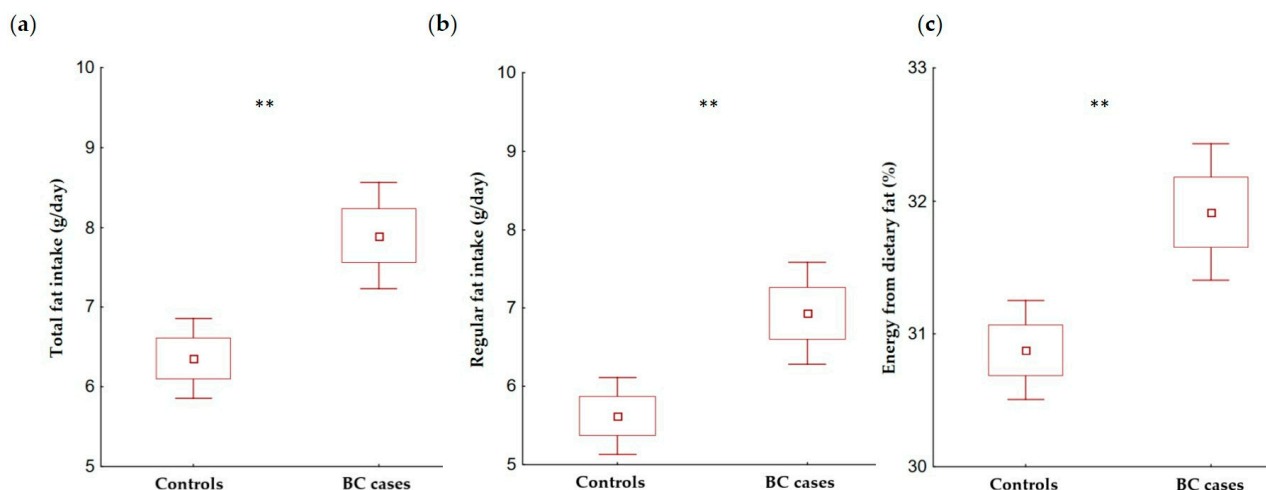 (a)
(b)
(c)
10
9
8
7
6
5
Total fat intake (g/day)
**
Controls
BC cases
10
9
8
7
6
5
Regular fat intake (g/day)
**
Controls
BC cases
33
32
31
30
Energy from dietary fat (%)
**
Controls
BC cases